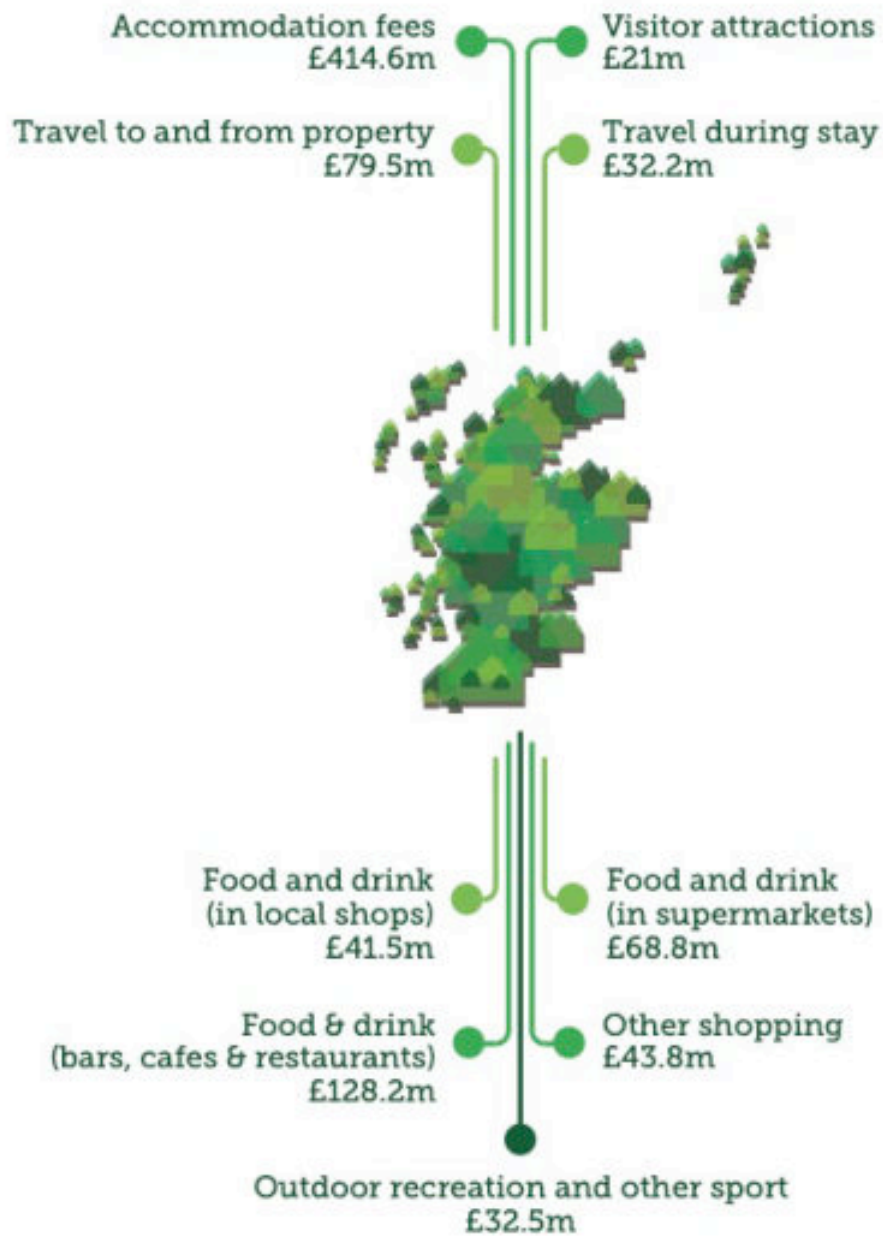 Accommodation fees
£414.6m
Visitor attractions
£21m
Travel to and from property
£79.5m
Travel during stay
£32.2m
Food and drink
(in local shops)
£41.5m
Food and drink
(in supermarkets)
£68.8m
Food & drink
(bars, cafes & restaurants)
£128.2m
Other shopping
£43.8m
Outdoor recreation and other sport
£32.5m